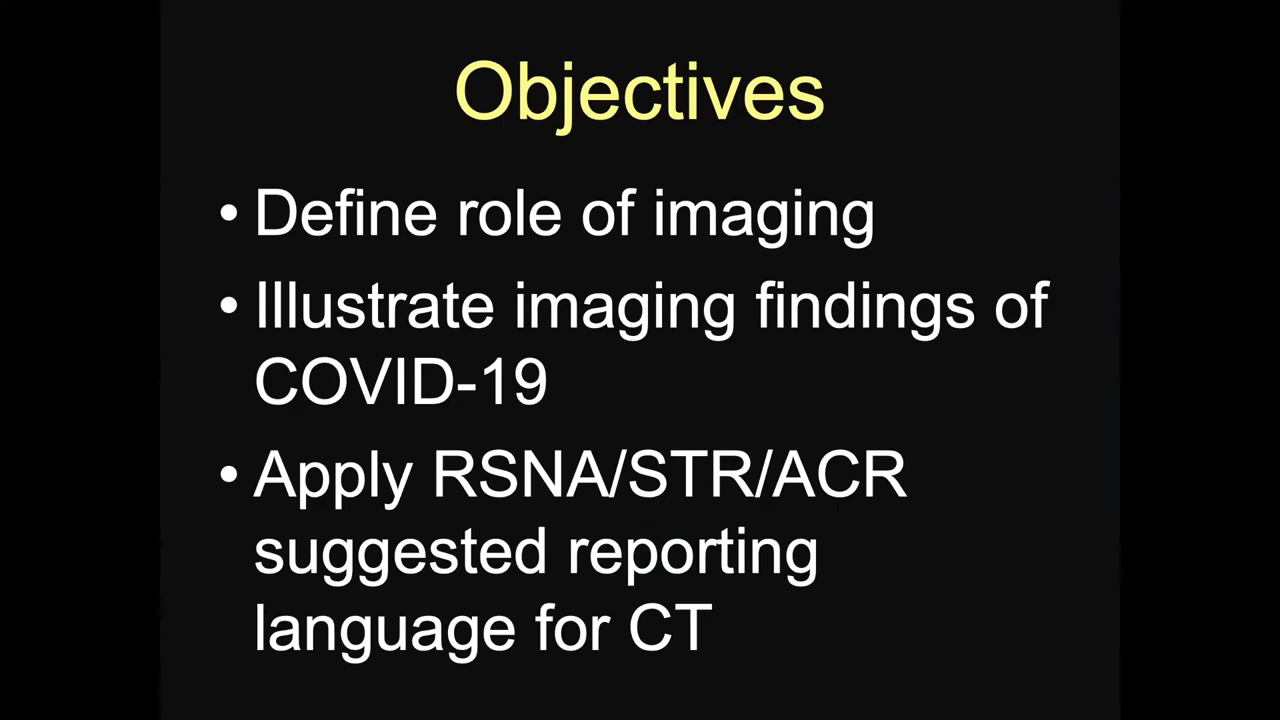 Objectives
• Define role of imaging
• Illustrate imaging findings of
COVID-19
• Apply RSNA/STR/ACR
suggested reporting
language for CT